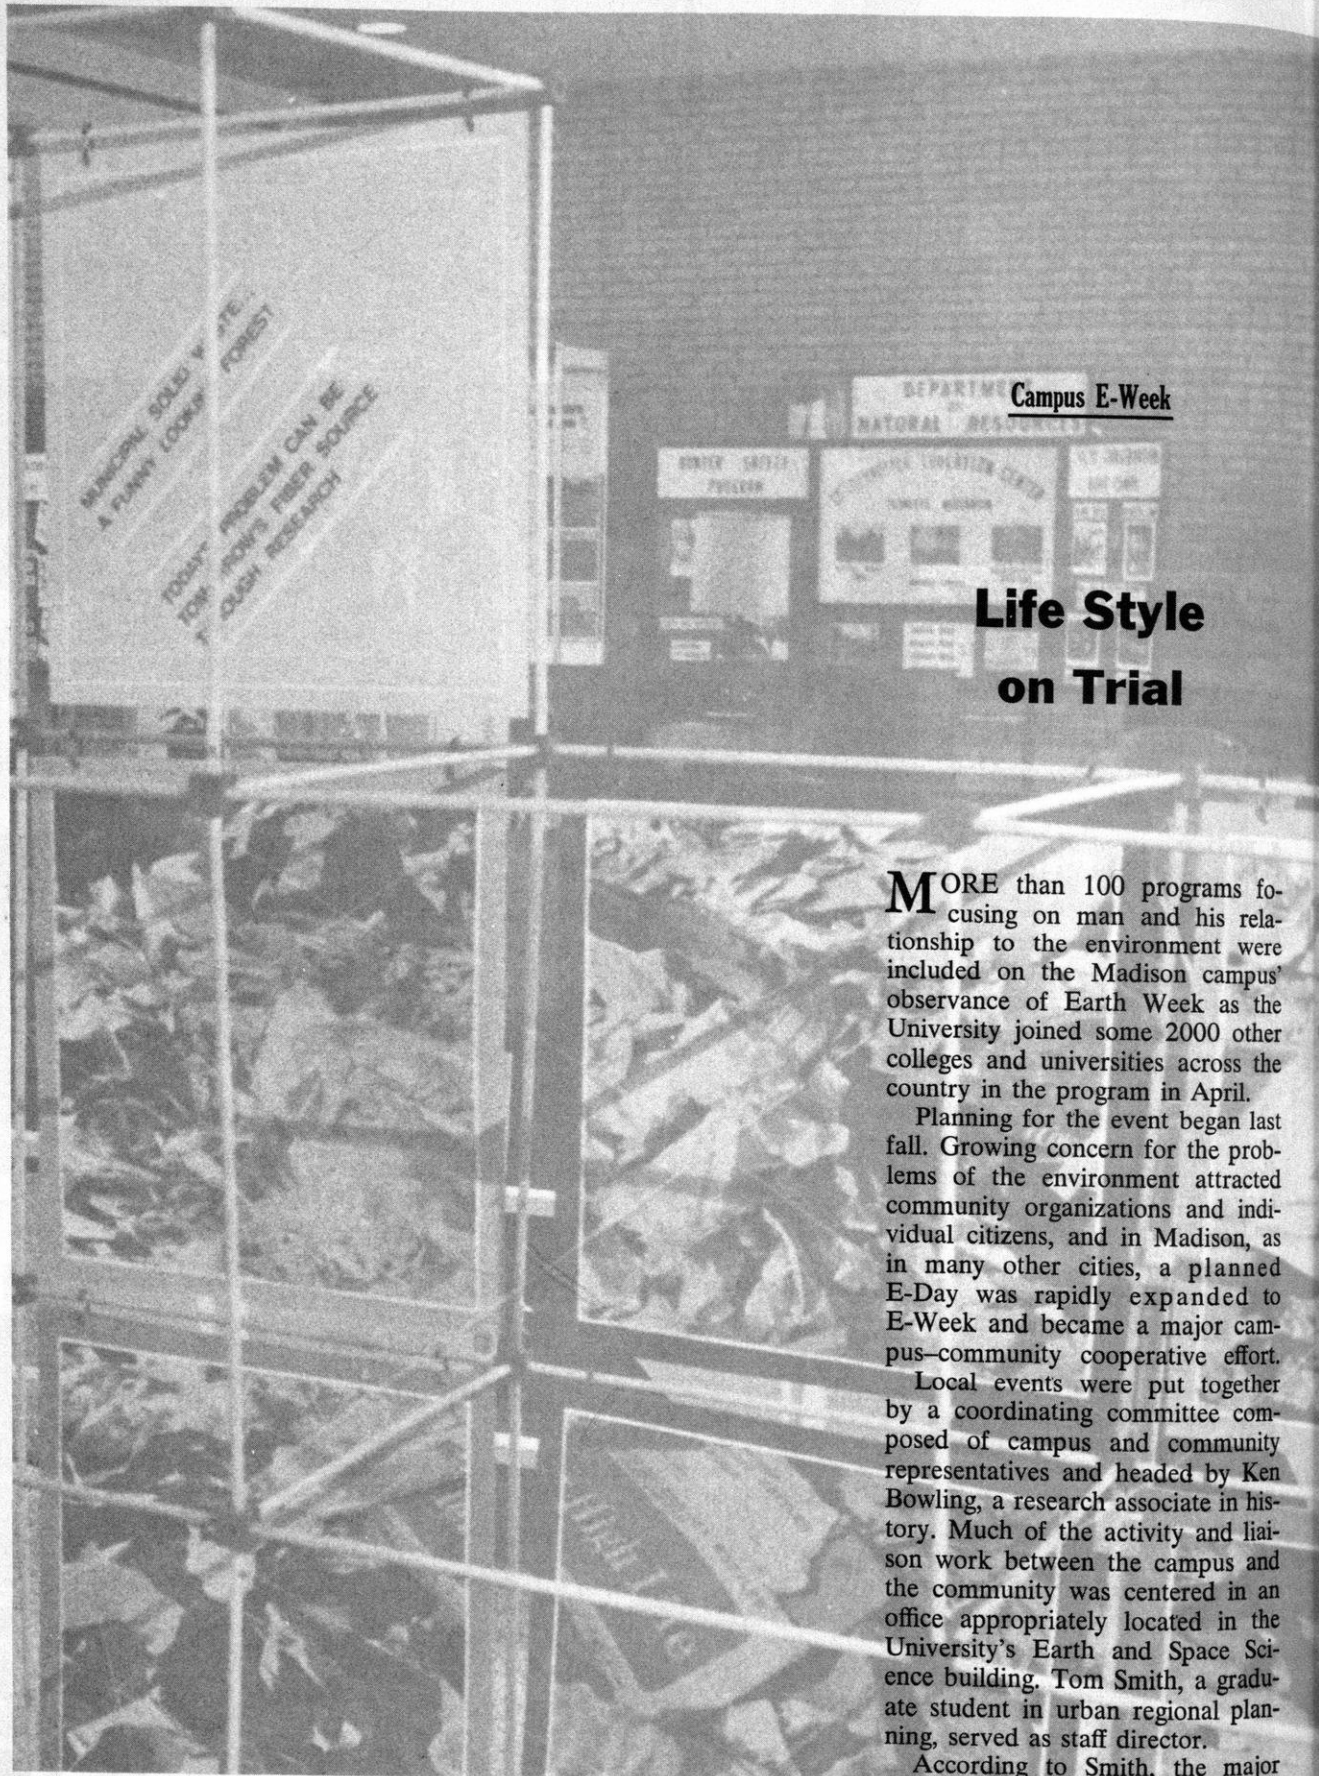 MUNICIPAL SOLID
A FUNNY FOREST
PROBLEM CAN BE
FIBER SOURCE
RESEARCH
Campus E-Week
NATURAL RESOURCES
HUNTER SAFETY
PROGRAM
Life Style
on Trial
MORE than 100 programs fo-
cusing on man and his rela-
tionship to the environment were
included on the Madison campus'
observance of Earth Week as the
University joined some 2000 other
colleges and universities across the
country in the program in April.
Planning for the event began last
fall. Growing concern for the prob-
lems of the environment attracted
community organizations and indi-
vidual citizens, and in Madison, as
in many other cities, a planned
E-Day was rapidly expanded to
E-Week and became a major cam-
pus–community cooperative effort.
Local events were put together
by a coordinating committee com-
posed of campus and community
representatives and headed by Ken
Bowling, a research associate in his-
tory. Much of the activity and liai-
son work between the campus and
the community was centered in an
office appropriately located in the
University's Earth and Space Sci-
ence building. Tom Smith, a gradu-
ate student in urban regional plan-
ning, served as staff director.
According to Smith, the major
High Life